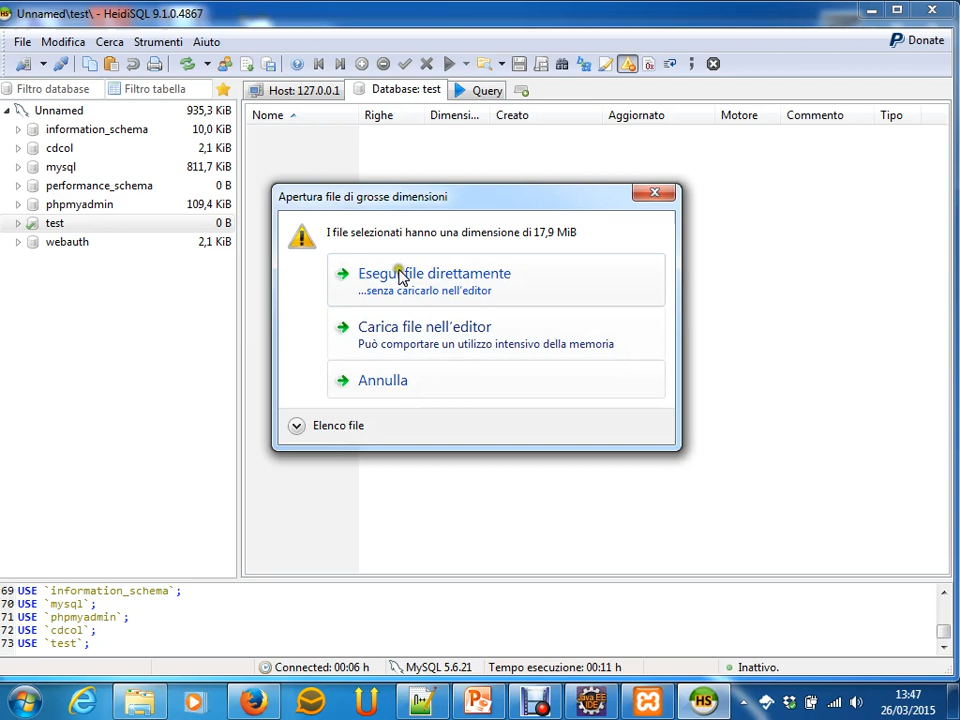 Unnamed\test\ - HeidiSQL 9.1.0.4867
File Modifica Cerca Strumenti Aiuto
Donate
Filtro database Filtro tabella
Host: 127.0.0.1 Database: test Query
Unnamed 935,3 KiB
information_schema 10,0 KiB
cdcol 2,1 KiB
mysql 811,7 KiB
performance_schema 0 B
phpmyadmin 109,4 KiB
test 0 B
webauth 2,1 KiB
Nome Righe Dimensi... Creato Aggiornato Motore Commento Tipo
Apertura file di grosse dimensioni
I file selezionati hanno una dimensione di 17,9 MiB
Esegui file direttamente
...senza caricarlo nell'editor
Carica file nell'editor
Può comportare un utilizzo intensivo della memoria
Annulla
Elenco file
69 USE `information_schema`;
70 USE `mysql`;
71 USE `phpmyadmin`;
72 USE `cdcol`;
73 USE `test`;
Connected: 00:06 h MySQL 5.6.21 Tempo esecuzione: 00:11 h Inattivo.
13:47
26/03/2015